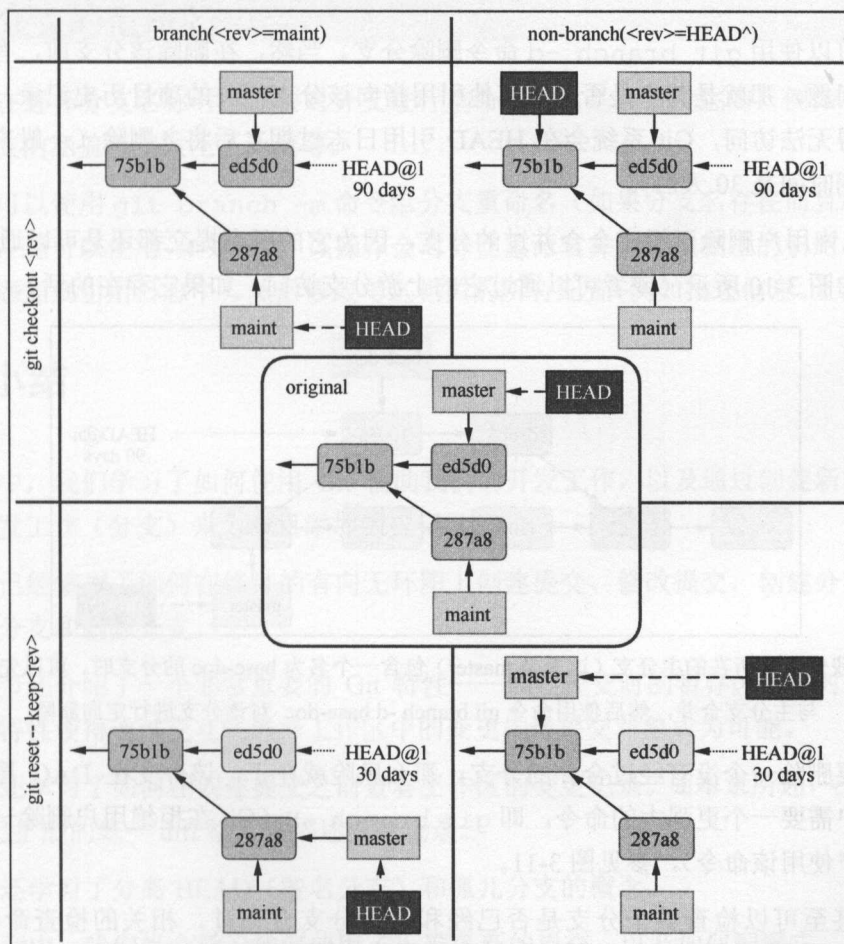 branch(<rev>=maint)
non-branch(<rev>=HEAD^)
git checkout <rev>
master
75b1b
ed5d0
HEAD@1
90 days
287a8
maint
HEAD
HEAD
master
75b1b
ed5d0
HEAD@1
90 days
287a8
maint
original
master
HEAD
75b1b
ed5d0
287a8
maint
git reset --keep<rev>
75b1b
ed5d0
HEAD@1
30 days
287a8
master
maint
HEAD
master
HEAD
75b1b
ed5d0
HEAD@1
30 days
287a8
maint